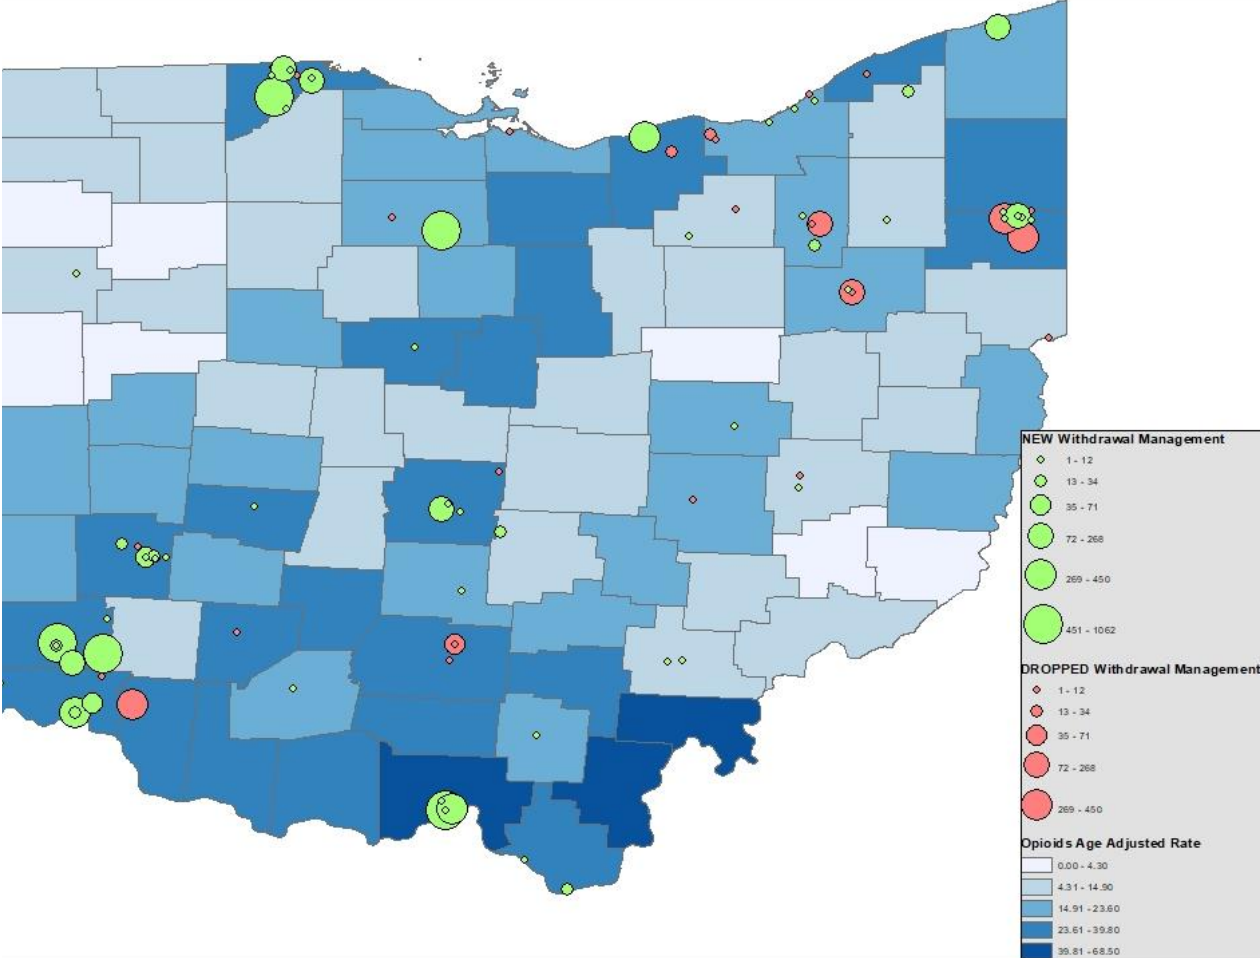 NEW Withdrawal Management
1 - 12
13 - 34
35 - 71
72 - 268
269 - 450
451 - 1062
DROPPED Withdrawal Management
1 - 12
13 - 34
35 - 71
72 - 268
269 - 450
Opioids Age Adjusted Rate
0.00 - 4.30
4.31 - 14.90
14.91 - 23.60
23.61 - 39.80
39.81 - 68.50